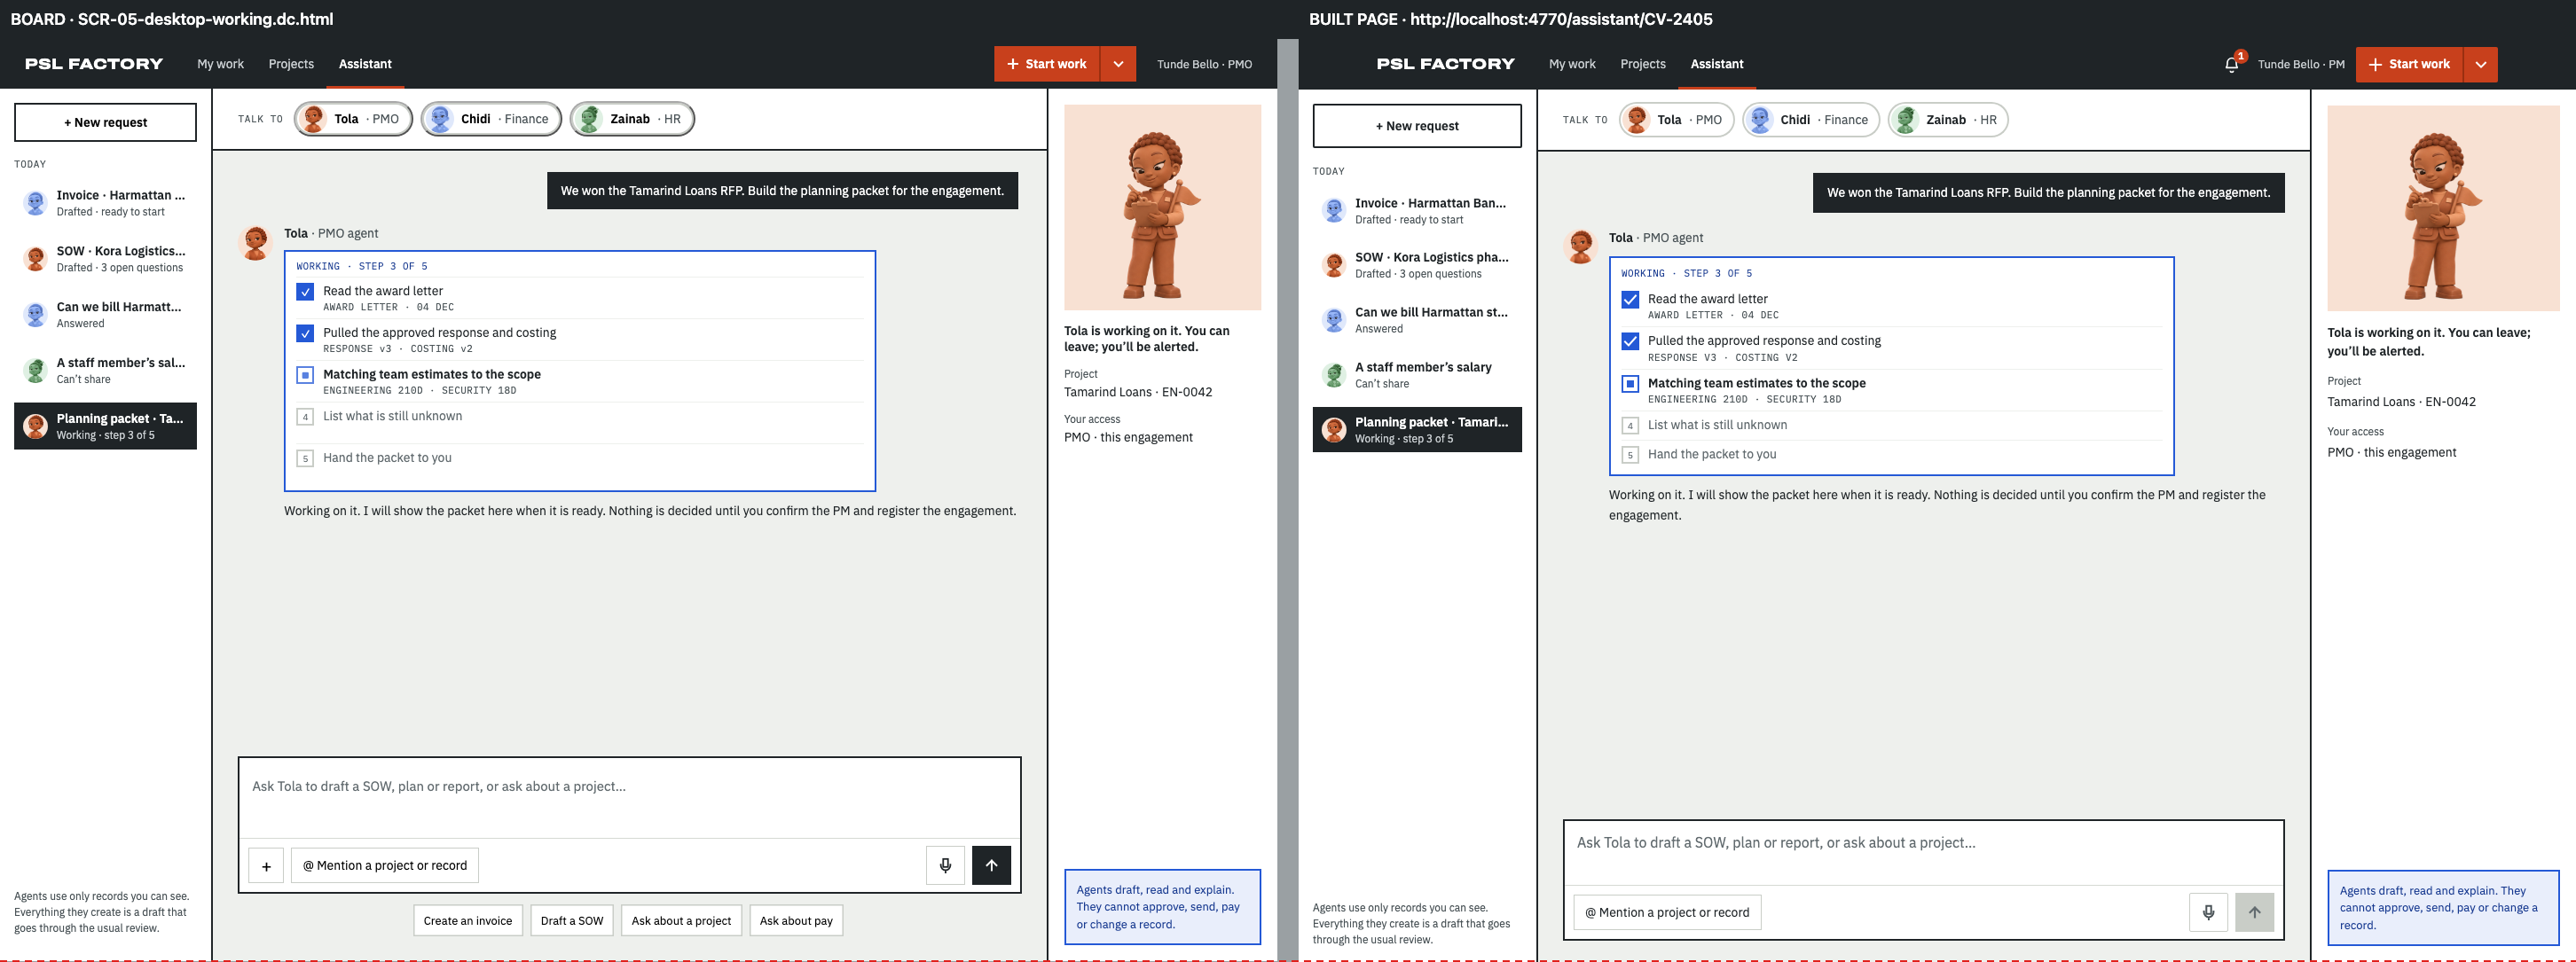 BOARD · SCR-05-desktop-working.dc.html
PSL FACTORY
My work
Projects
Assistant
+ Start work
Tunde Bello · PMO
+ New request
TODAY
Invoice · Harmattan ...
Drafted · ready to start
SOW · Kora Logistics...
Drafted · 3 open questions
Can we bill Harmatt...
Answered
A staff member’s sal...
Can’t share
Planning packet · Ta...
Working · step 3 of 5
Agents use only records you can see.
Everything they create is a draft that
goes through the usual review.
TALK TO
Tola · PMO
Chidi · Finance
Zainab · HR
We won the Tamarind Loans RFP. Build the planning packet for the engagement.
Tola · PMO agent
WORKING · STEP 3 OF 5
Read the award letter
AWARD LETTER · 04 DEC
Pulled the approved response and costing
RESPONSE v3 · COSTING v2
Matching team estimates to the scope
ENGINEERING 210D · SECURITY 18D
4 List what is still unknown
5 Hand the packet to you
Working on it. I will show the packet here when it is ready. Nothing is decided until you confirm the PM and register the engagement.
Ask Tola to draft a SOW, plan or report, or ask about a project...
+
@ Mention a project or record
Create an invoice
Draft a SOW
Ask about a project
Ask about pay
Tola is working on it. You can
leave; you’ll be alerted.
Project
Tamarind Loans · EN-0042
Your access
PMO · this engagement
Agents draft, read and explain.
They cannot approve, send, pay
or change a record.
BUILT PAGE · http://localhost:4770/assistant/CV-2405
PSL FACTORY
My work
Projects
Assistant
1
Tunde Bello · PM
+ Start work
+ New request
TODAY
Invoice · Harmattan Ban...
Drafted · ready to start
SOW · Kora Logistics pha...
Drafted · 3 open questions
Can we bill Harmattan st...
Answered
A staff member’s salary
Can’t share
Planning packet · Tamari...
Working · step 3 of 5
Agents use only records you can see.
Everything they create is a draft that goes
through the usual review.
TALK TO
Tola · PMO
Chidi · Finance
Zainab · HR
We won the Tamarind Loans RFP. Build the planning packet for the engagement.
Tola · PMO agent
WORKING · STEP 3 OF 5
Read the award letter
AWARD LETTER · 04 DEC
Pulled the approved response and costing
RESPONSE V3 · COSTING V2
Matching team estimates to the scope
ENGINEERING 210D · SECURITY 18D
4 List what is still unknown
5 Hand the packet to you
Working on it. I will show the packet here when it is ready. Nothing is decided until you confirm the PM and register the
engagement.
Ask Tola to draft a SOW, plan or report, or ask about a project...
@ Mention a project or record
Tola is working on it. You can leave;
you’ll be alerted.
Project
Tamarind Loans · EN-0042
Your access
PMO · this engagement
Agents draft, read and explain. They
cannot approve, send, pay or change a
record.